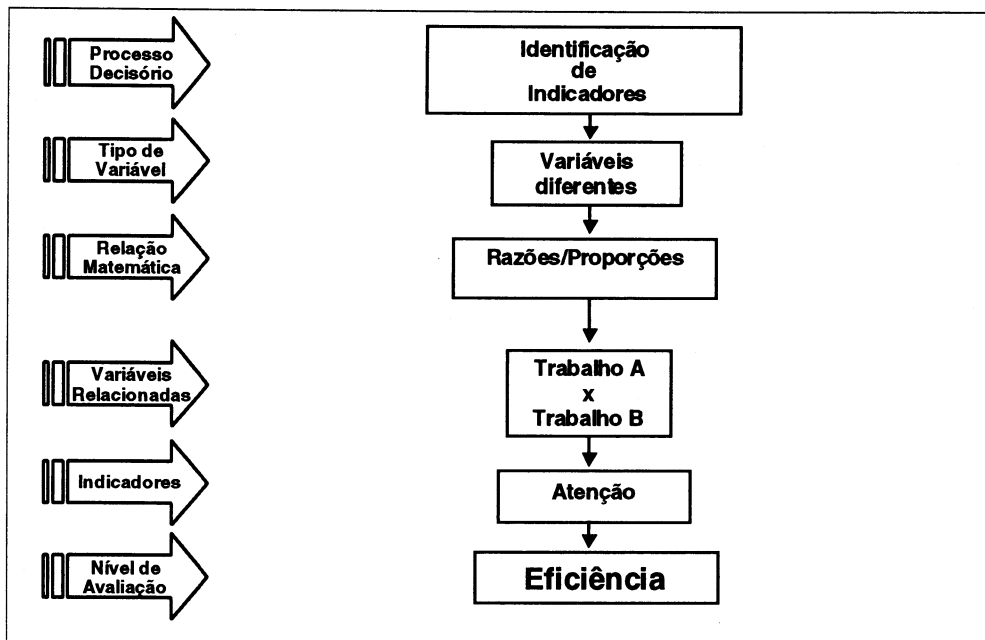 Processo
Decisório
Identificação
de
Indicadores
Tipo de
Variável
Variáveis
diferentes
Relação
Matemática
Razões/Proporções
Variáveis
Relacionadas
Trabalho A
x
Trabalho B
Indicadores
Atenção
Nível de
Avaliação
Eficiência